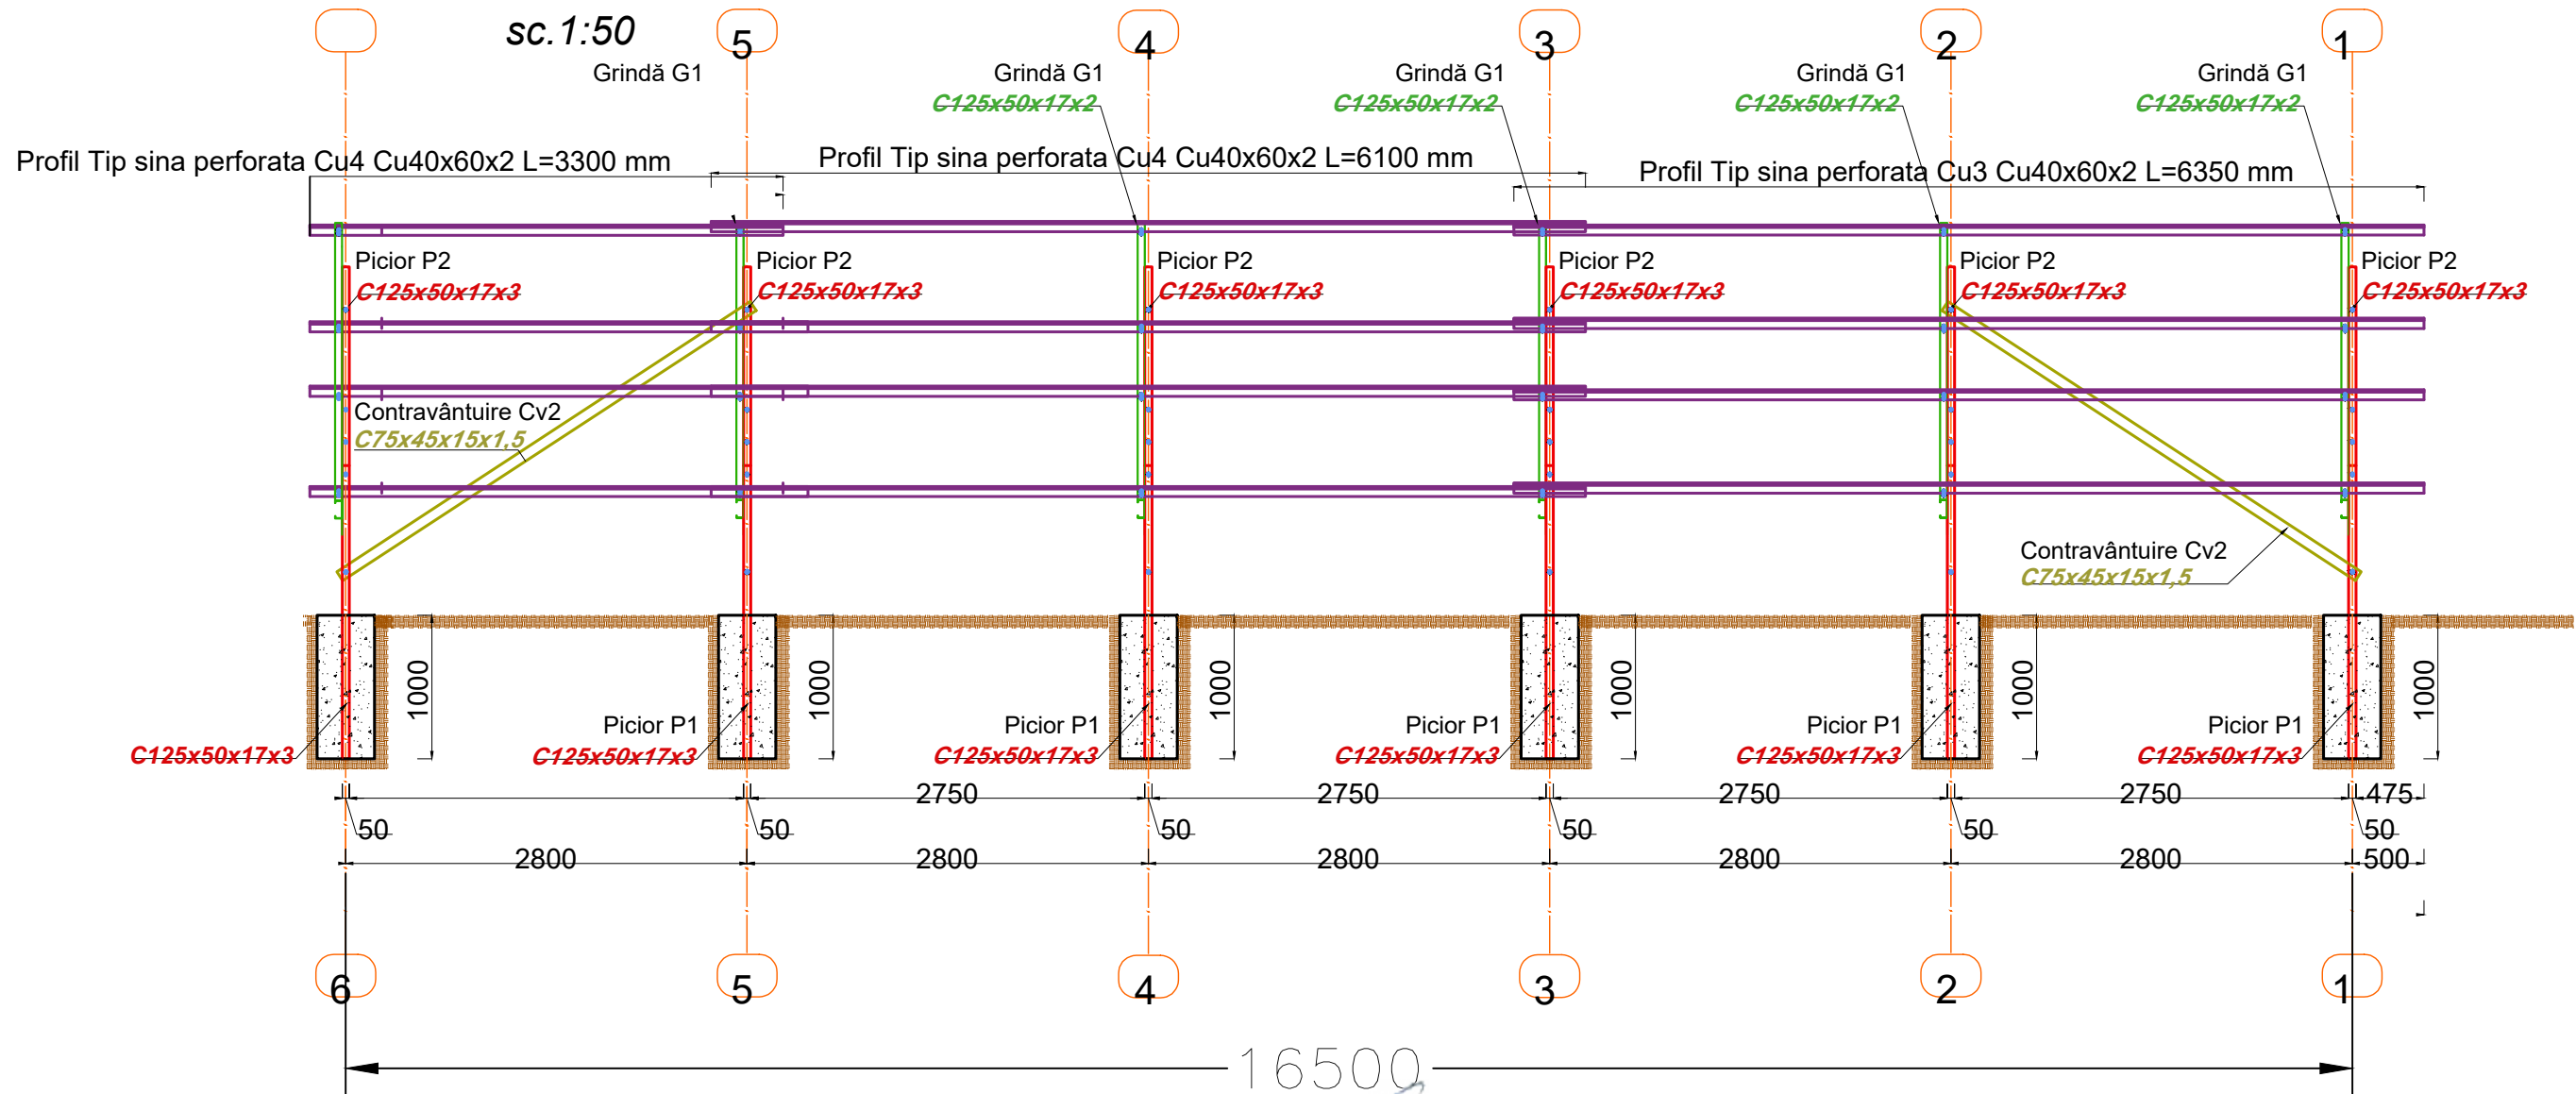 sc.1:50
5 4 3 2 1
Grindă G1 Grindă G1 Grindă G1 Grindă G1 Grindă G1
C125x50x17x2 C125x50x17x2 C125x50x17x2 C125x50x17x2
Profil Tip sina perforata Cu4 Cu40x60x2 L=3300 mm
Profil Tip sina perforata Cu4 Cu40x60x2 L=6100 mm
Profil Tip sina perforata Cu3 Cu40x60x2 L=6350 mm
Picior P2 Picior P2 Picior P2 Picior P2 Picior P2 Picior P2
C125x50x17x3 C125x50x17x3 C125x50x17x3 C125x50x17x3 C125x50x17x3 C125x50x17x3
Contravântuire Cv2
C75x45x15x1,5
Contravântuire Cv2
C75x45x15x1,5
1000 1000 1000 1000 1000 1000
Picior P1 Picior P1 Picior P1 Picior P1 Picior P1
C125x50x17x3 C125x50x17x3 C125x50x17x3 C125x50x17x3 C125x50x17x3 C125x50x17x3
2750 2750 2750 2750 475
50 50 50 50 50 50
2800 2800 2800 2800 2800 500
6 5 4 3 2 1
16500